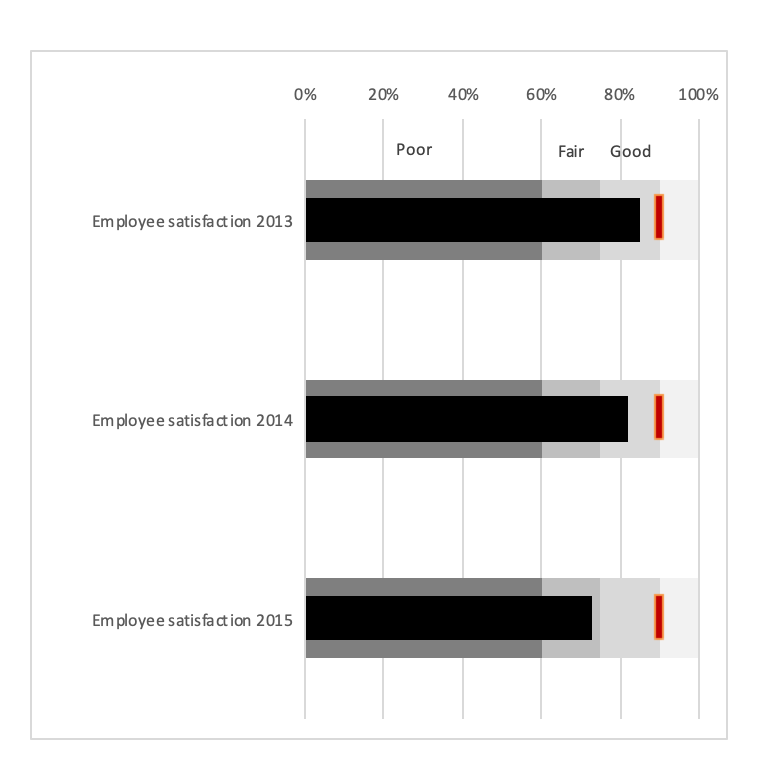 0% 20% 40% 60% 80% 100%
Poor Fair Good
Employee satisfaction 2013
Employee satisfaction 2014
Employee satisfaction 2015